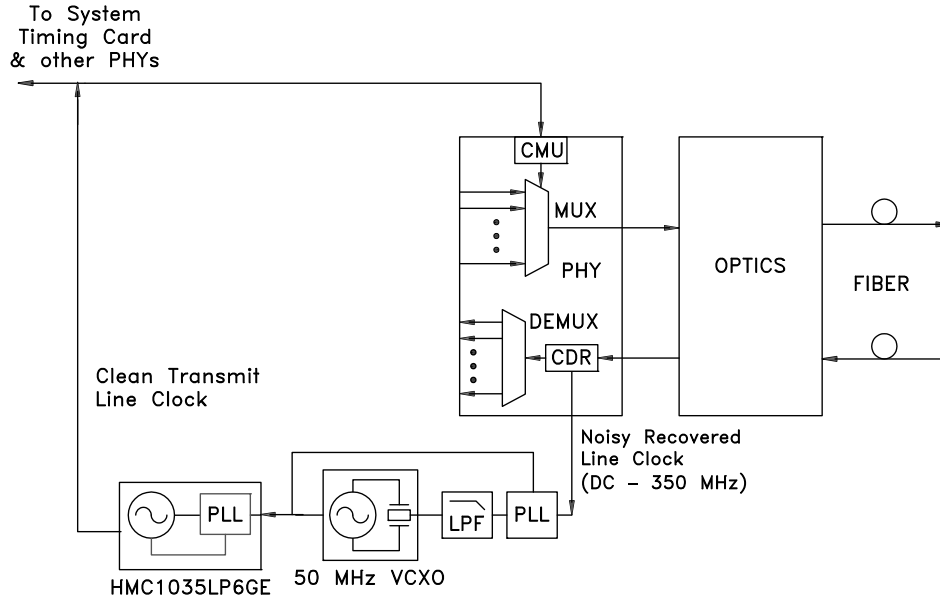 To System
Timing Card
& other PHYs
CMU
MUX
PHY
OPTICS
FIBER
DEMUX
CDR
Clean Transmit
Line Clock
Noisy Recovered
Line Clock
(DC - 350 MHz)
PLL
LPF
PLL
HMC1035LP6GE
50 MHz VCXO